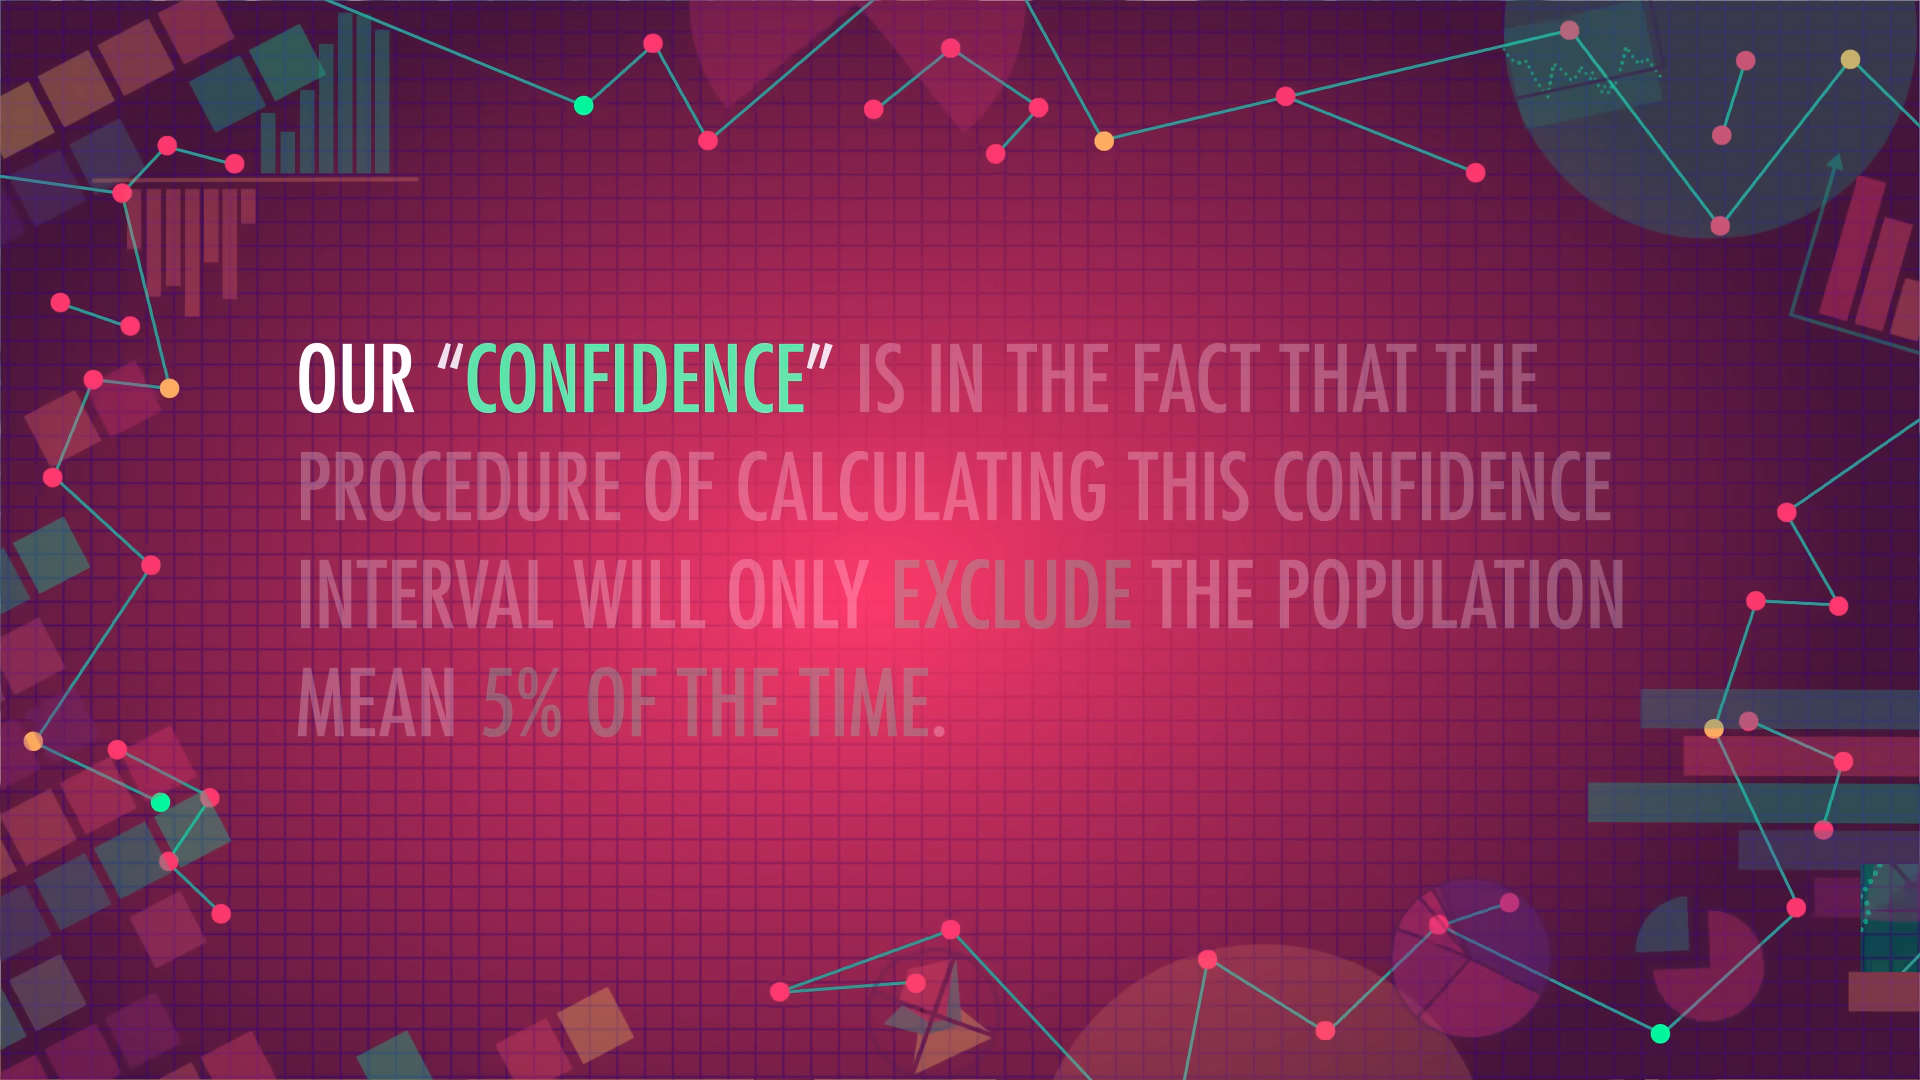 OUR “CONFIDENCE” IS IN THE FACT THAT THE
PROCEDURE OF CALCULATING THIS CONFIDENCE
INTERVAL WILL ONLY EXCLUDE THE POPULATION
MEAN 5% OF THE TIME.